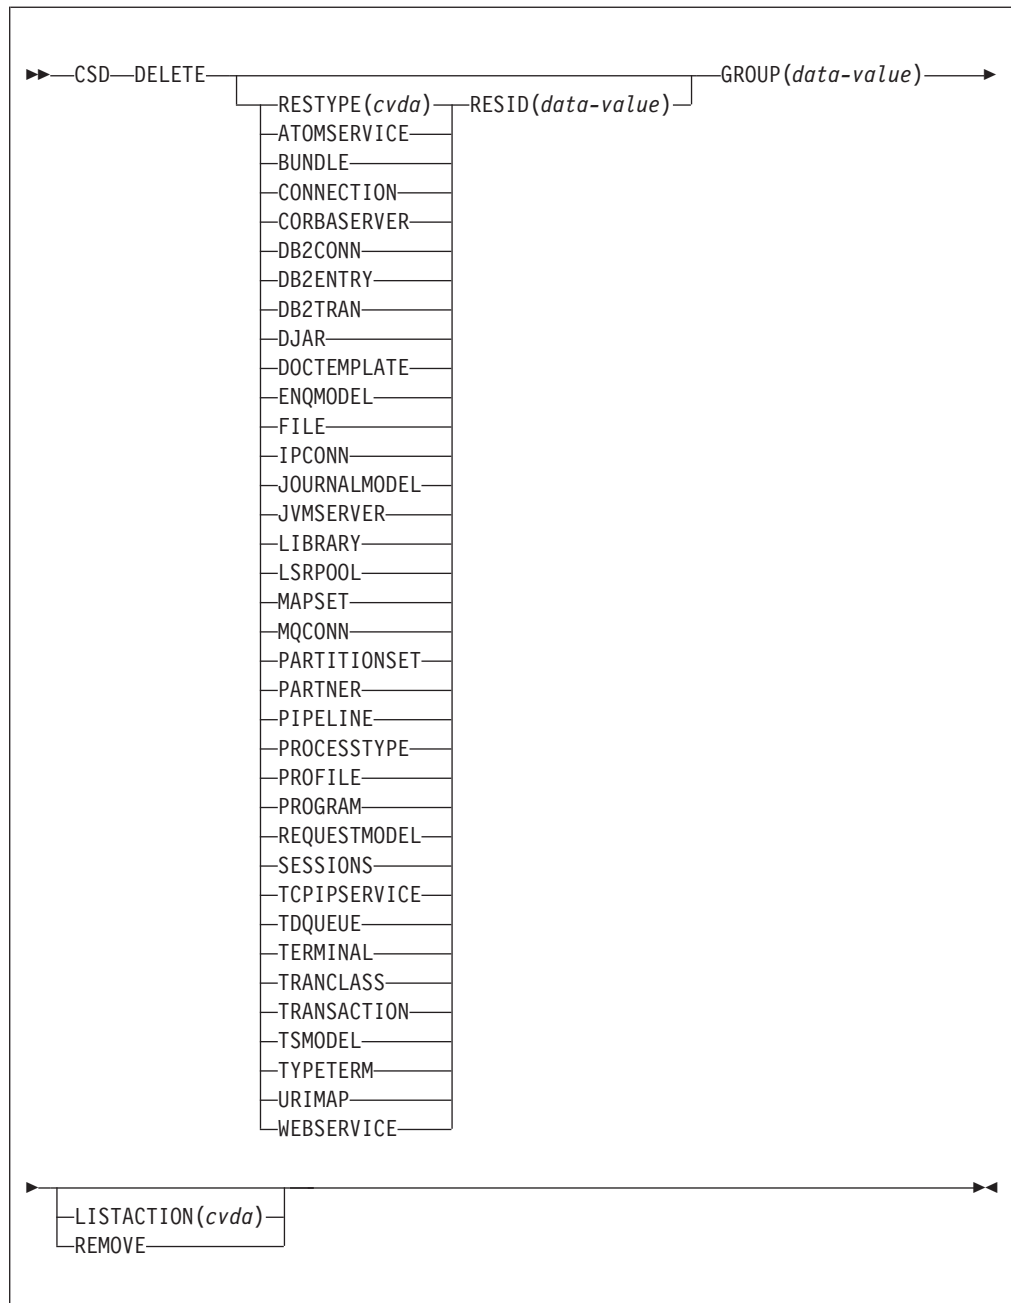 CSD DELETE GROUP(data-value)
RESTYPE(cvda) RESID(data-value)
ATOMSERVICE
BUNDLE
CONNECTION
CORBASERVER
DB2CONN
DB2ENTRY
DB2TRAN
DJAR
DOCTEMPLATE
ENQMODEL
FILE
IPCONN
JOURNALMODEL
JVMSERVER
LIBRARY
LSRPOOL
MAPSET
MQCONN
PARTITIONSET
PARTNER
PIPELINE
PROCESSTYPE
PROFILE
PROGRAM
REQUESTMODEL
SESSIONS
TCPIPSERVICE
TDQUEUE
TERMINAL
TRANCLASS
TRANSACTION
TSMODEL
TYPETERM
URIMAP
WEBSERVICE
LISTACTION(cvda)
REMOVE